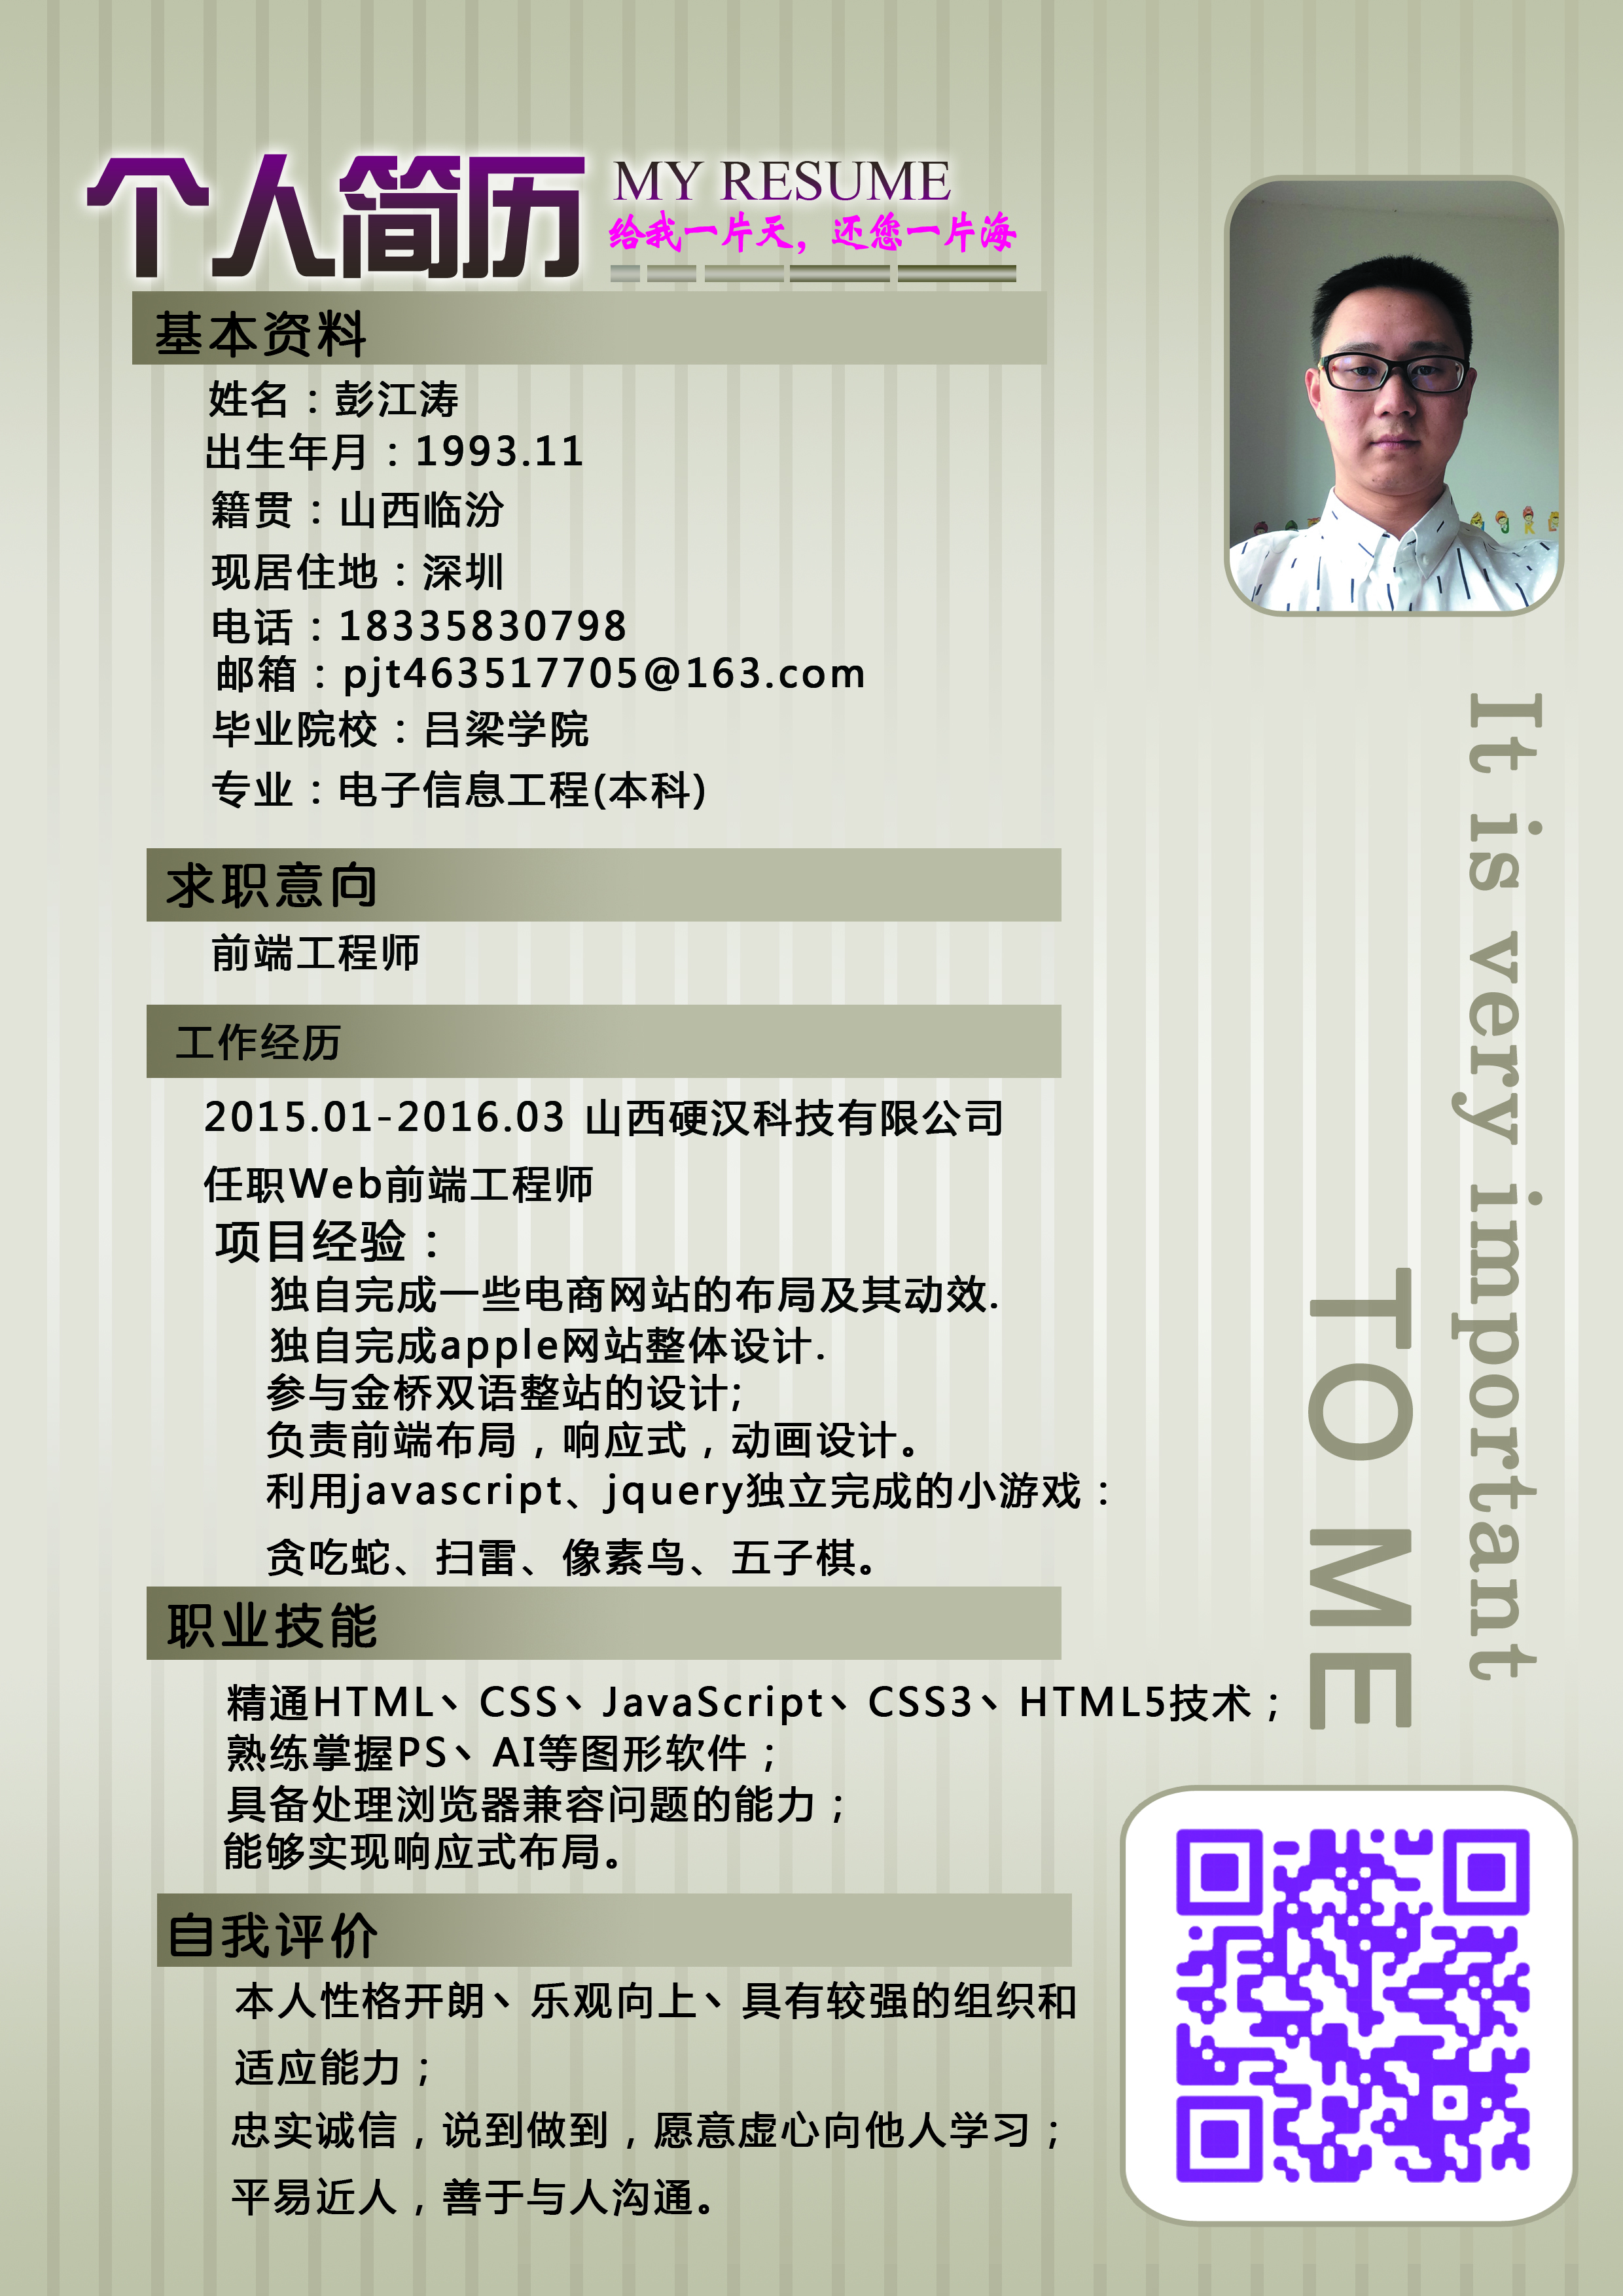 个人简历
MY RESUME
给我一片天，还您一片海
基本资料
姓名：彭江涛
出生年月：1993.11
籍贯：山西临汾
现居住地：深圳
电话：18335830798
邮箱：pjt463517705@163.com
毕业院校：吕梁学院
专业：电子信息工程(本科)
求职意向
前端工程师
工作经历
2015.01-2016.03 山西硬汉科技有限公司
任职Web前端工程师
项目经验：
独自完成一些电商网站的布局及其动效.
独自完成apple网站整体设计.
参与金桥双语整站的设计;
负责前端布局，响应式，动画设计。
利用javascript、jquery独立完成的小游戏：
贪吃蛇、扫雷、像素鸟、五子棋。
职业技能
精通HTML、CSS、JavaScript、CSS3、HTML5技术；
熟练掌握PS、AI等图形软件；
具备处理浏览器兼容问题的能力；
能够实现响应式布局。
自我评价
本人性格开朗、乐观向上、具有较强的组织和
适应能力；
忠实诚信，说到做到，愿意虚心向他人学习；
平易近人，善于与人沟通。
It is very important
TO ME